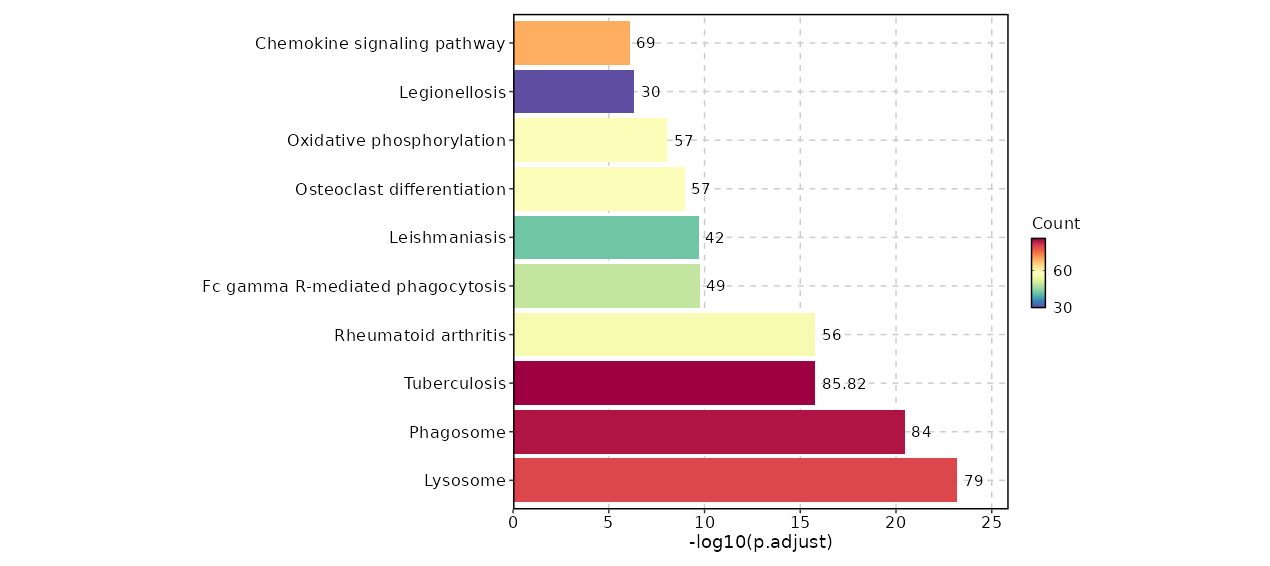 Chemokine signaling pathway 69
Legionellosis 30
Oxidative phosphorylation 57
Osteoclast differentiation 57
Leishmaniasis 42
Fc gamma R-mediated phagocytosis 49
Rheumatoid arthritis 56
Tuberculosis 85.82
Phagosome 84
Lysosome 79
0 5 10 15 20 25
-log10(p.adjust)
Count
60
30